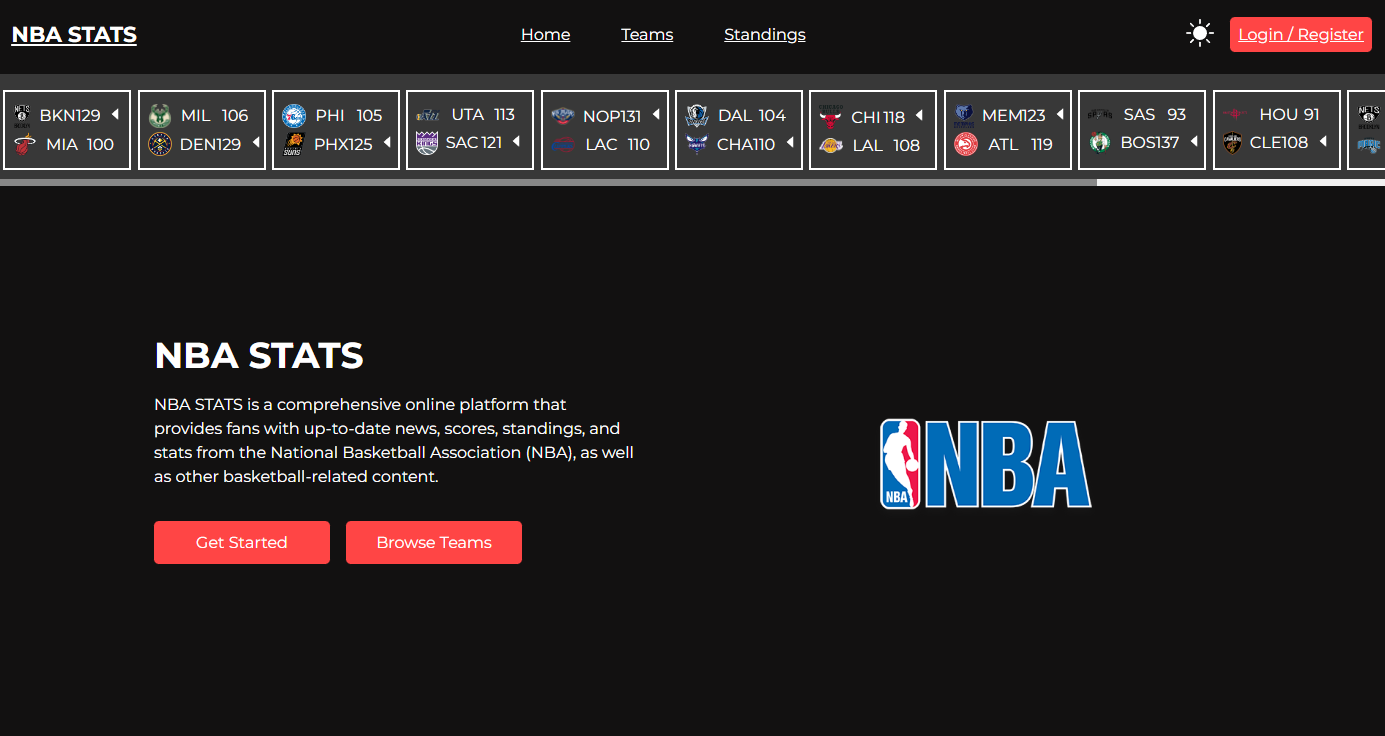 NBA STATS
Home
Teams
Standings
Login / Register
BKN129
MIA 100
MIL 106
DEN129
PHI 105
PHX125
UTA 113
SAC 121
NOP131
LAC 110
DAL 104
CHA110
CHI 118
LAL 108
MEM123
ATL 119
SAS 93
BOS137
HOU 91
CLE108
NBA STATS
NBA STATS is a comprehensive online platform that
provides fans with up-to-date news, scores, standings, and
stats from the National Basketball Association (NBA), as well
as other basketball-related content.
Get Started
Browse Teams
NBA
NBA